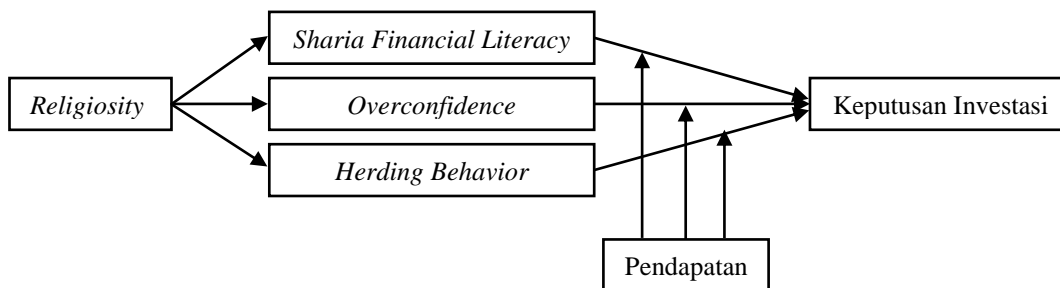 Sharia Financial Literacy
Religiosity
Overconfidence
Keputusan Investasi
Herding Behavior
Pendapatan